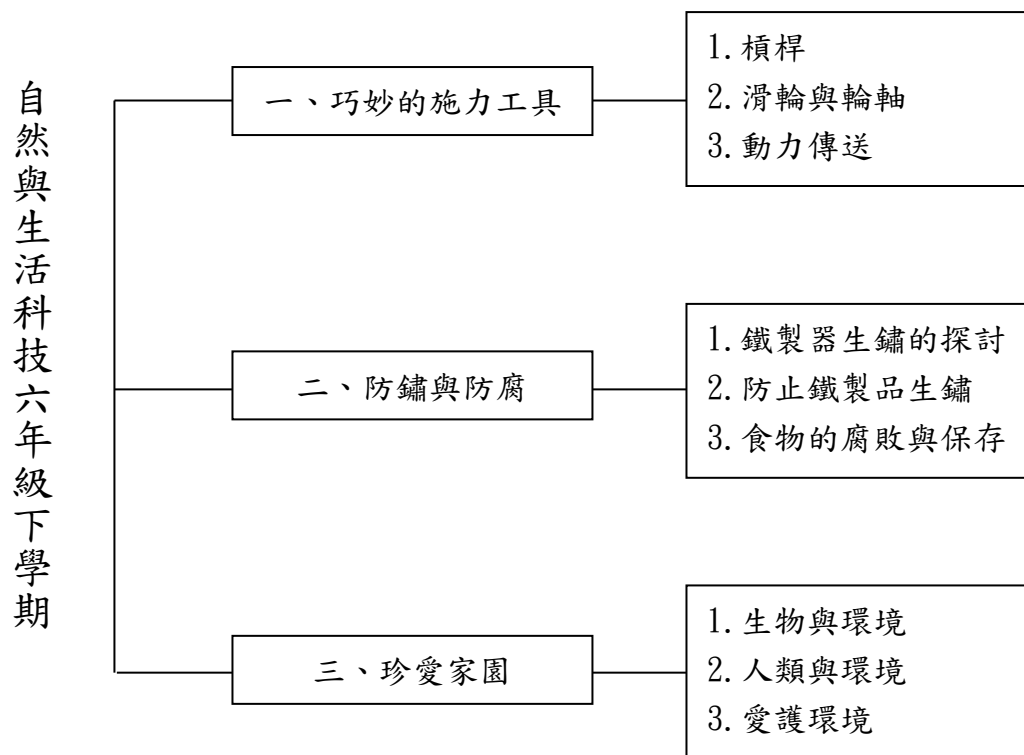 自然與生活科技六年級下學期
一、巧妙的施力工具
1.槓桿
2.滑輪與輪軸
3.動力傳送
二、防鏽與防腐
1.鐵製器生鏽的探討
2.防止鐵製品生鏽
3.食物的腐敗與保存
三、珍愛家園
1.生物與環境
2.人類與環境
3.愛護環境